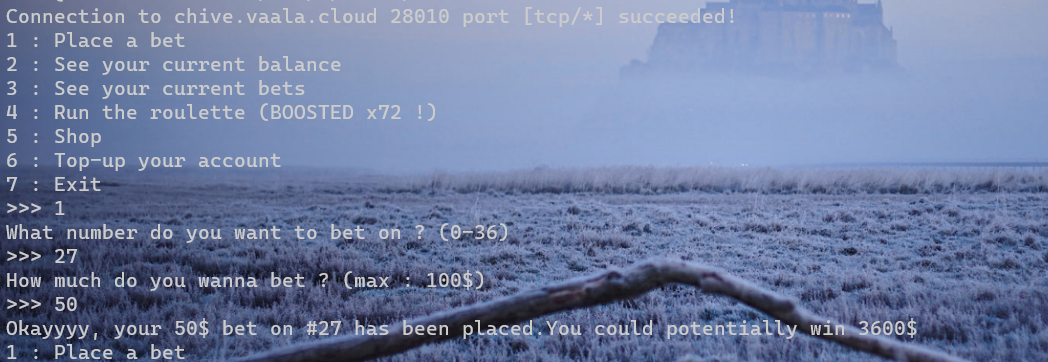 Connection to chive.vaala.cloud 28010 port [tcp/*] succeeded!
1 : Place a bet
2 : See your current balance
3 : See your current bets
4 : Run the roulette (BOOSTED x72 !)
5 : Shop
6 : Top-up your account
7 : Exit
>>> 1
What number do you want to bet on ? (0-36)
>>> 27
How much do you wanna bet ? (max : 100$)
>>> 50
Okayyyy, your 50$ bet on #27 has been placed.You could potentially win 3600$
1 : Place a bet